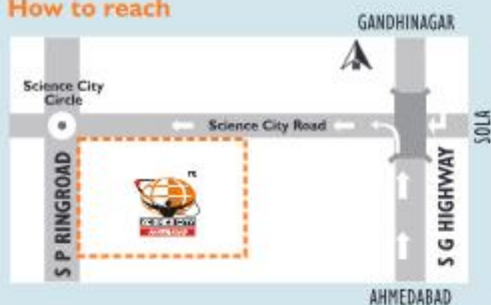 How to reach
GANDHINAGAR
Science City
Circle
Science City Road
SOLA
S P RINGROAD
S G HIGHWAY
AHMEDABAD